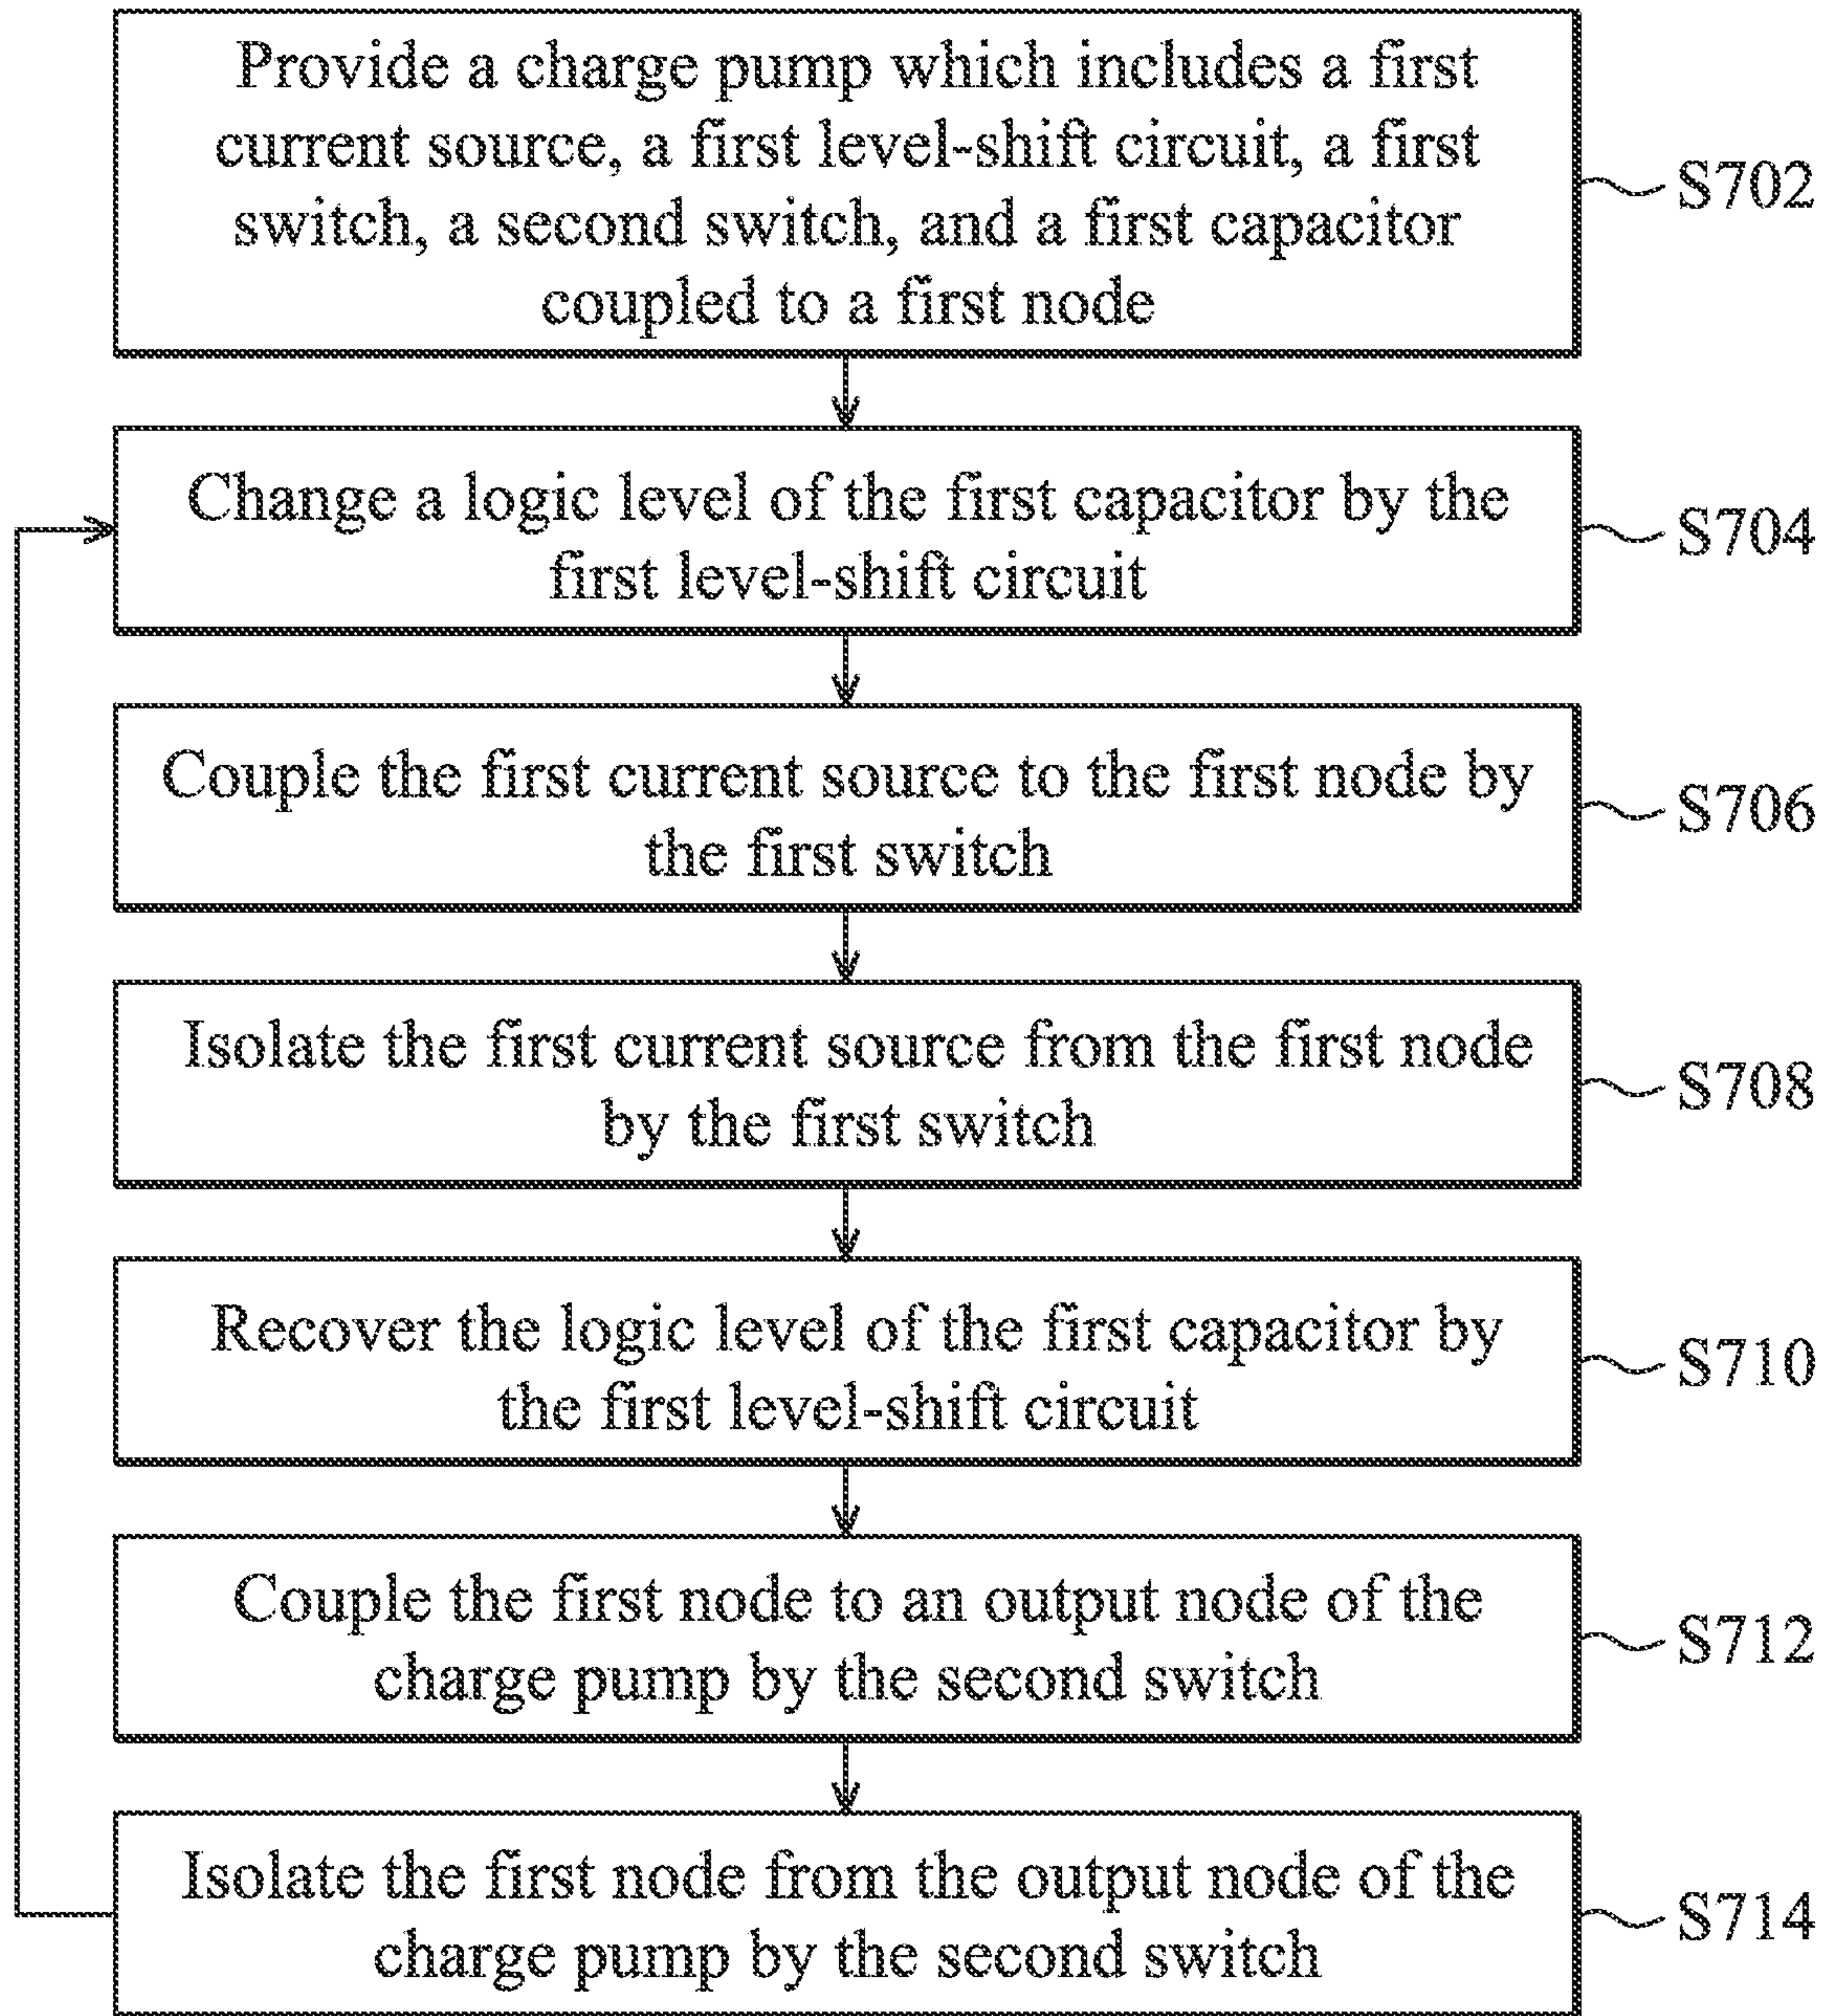 Provide a charge pump which includes a first
current source, a first level-shift circuit, a first
switch, a second switch, and a first capacitor
coupled to a first node
S702
Change a logic level of the first capacitor by the
first level-shift circuit
S704
Couple the first current source to the first node by
the first switch
S706
Isolate the first current source from the first node
by the first switch
S708
Recover the logic level of the first capacitor by
the first level-shift circuit
S710
Couple the first node to an output node of the
charge pump by the second switch
S712
Isolate the first node from the output node of the
charge pump by the second switch
S714